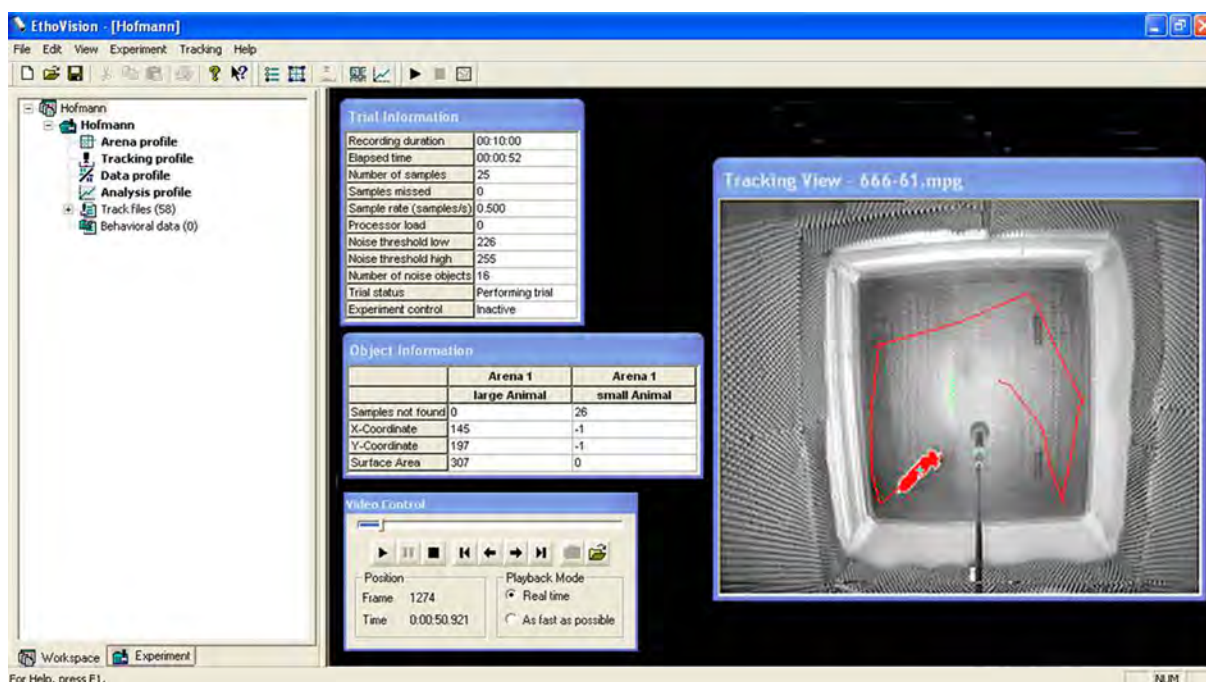 EthoVision - [Hofmann]
File Edit View Experiment Tracking Help
Hofmann
Hofmann
Arena profile
Tracking profile
Data profile
Analysis profile
Track files (58)
Behavioral data (0)
Trial Information
Recording duration 00:10:00
Elapsed time 00:00:52
Number of samples 25
Samples missed 0
Sample rate (samples/s) 0.500
Processor load 0
Noise threshold low 226
Noise threshold high 255
Number of noise objects 16
Trial status Performing trial
Experiment control Inactive
Object Information
Arena 1 Arena 1
large Animal small Animal
Samples not found 0 26
X-Coordinate 145 -1
Y-Coordinate 197 -1
Surface Area 307 0
Video Control
Position
Frame 1274
Time 0:00:50.921
Playback Mode
Real time
As fast as possible
Tracking View - 666-61.mpg
Workspace Experiment
For Help, press F1. NUM